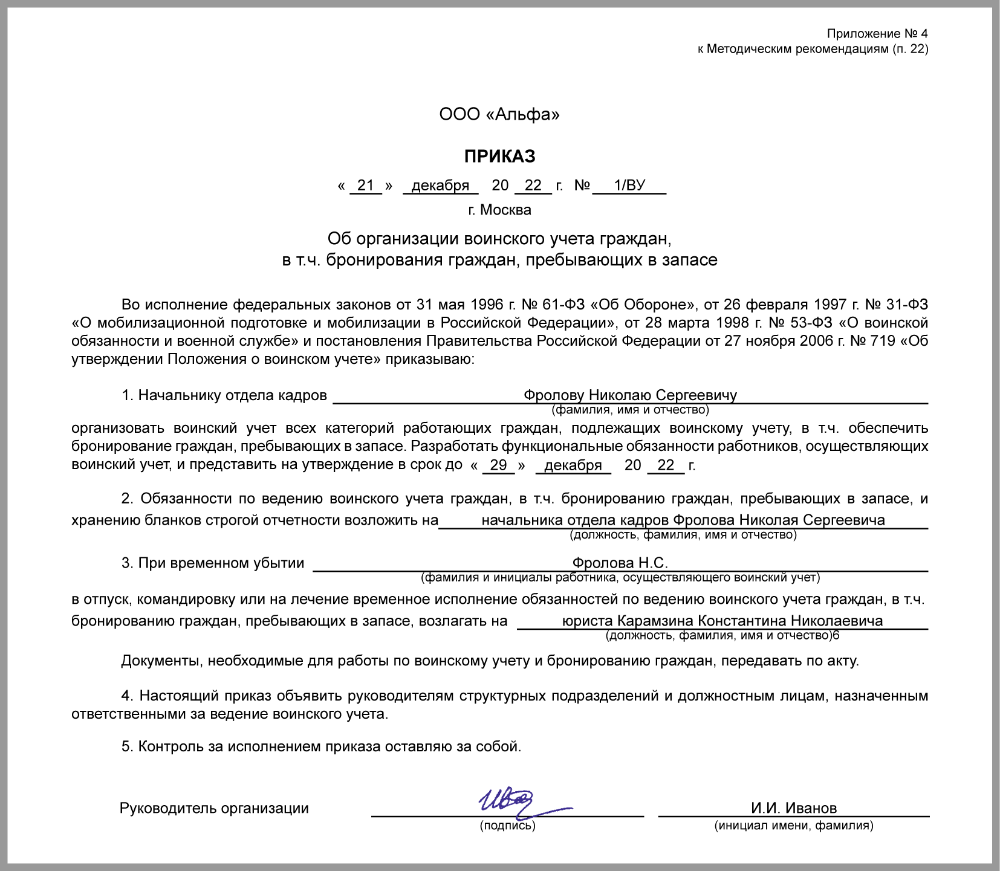 Приложение № 4
к Методическим рекомендациям (п. 22)
ООО «Альфа»
ПРИКАЗ
« 21 » декабря 20 22 г. № 1/ВУ
г. Москва
Об организации воинского учета граждан,
в т.ч. бронирования граждан, пребывающих в запасе
Во исполнение федеральных законов от 31 мая 1996 г. № 61-ФЗ «Об Обороне», от 26 февраля 1997 г. № 31-ФЗ
«О мобилизационной подготовке и мобилизации в Российской Федерации», от 28 марта 1998 г. № 53-ФЗ «О воинской
обязанности и военной службе» и постановления Правительства Российской Федерации от 27 ноября 2006 г. № 719 «Об
утверждении Положения о воинском учете» приказываю:
1. Начальнику отдела кадров Фролову Николаю Сергеевичу
(фамилия, имя и отчество)
организовать воинский учет всех категорий работающих граждан, подлежащих воинскому учету, в т.ч. обеспечить
бронирование граждан, пребывающих в запасе. Разработать функциональные обязанности работников, осуществляющих
воинский учет, и представить на утверждение в срок до « 29 » декабря 20 22 г.
2. Обязанности по ведению воинского учета граждан, в т.ч. бронированию граждан, пребывающих в запасе, и
хранению бланков строгой отчетности возложить на начальника отдела кадров Фролова Николая Сергеевича
(должность, фамилия, имя и отчество)
3. При временном убытии Фролова Н.С.
(фамилия и инициалы работника, осуществляющего воинский учет)
в отпуск, командировку или на лечение временное исполнение обязанностей по ведению воинского учета граждан, в т.ч.
бронированию граждан, пребывающих в запасе, возлагать на юриста Карамзина Константина Николаевича
(должность, фамилия, имя и отчество)6
Документы, необходимые для работы по воинскому учету и бронированию граждан, передавать по акту.
4. Настоящий приказ объявить руководителям структурных подразделений и должностным лицам, назначенным
ответственными за ведение воинского учета.
5. Контроль за исполнением приказа оставляю за собой.
Руководитель организации И.И. Иванов
(подпись) (инициал имени, фамилия)